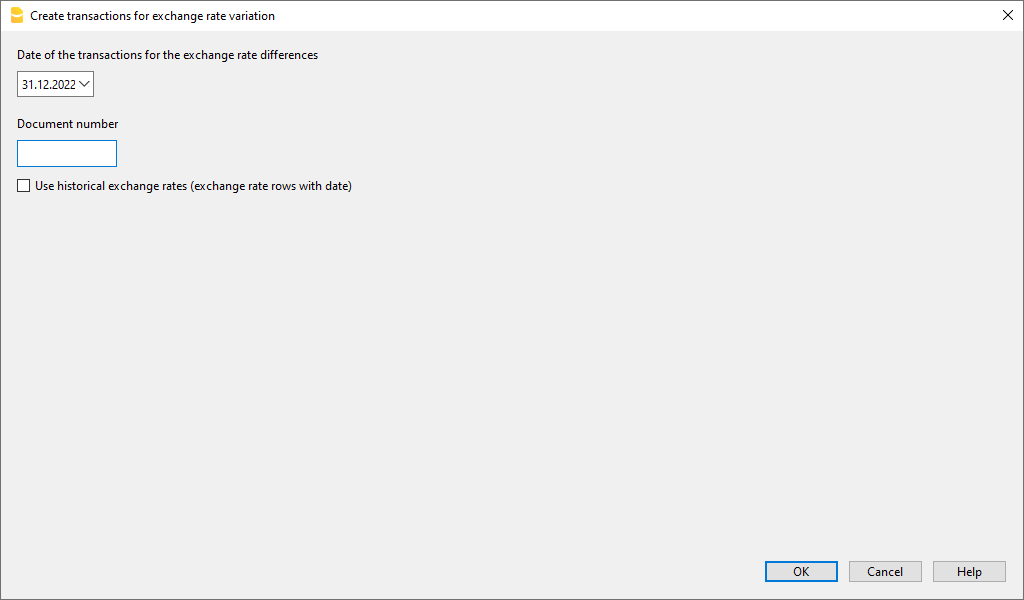 Create transactions for exchange rate variation
Date of the transactions for the exchange rate differences
31.12.2022
Document number
Use historical exchange rates (exchange rate rows with date)
OK Cancel Help